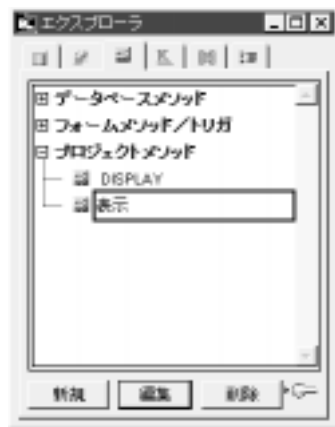 エクスプローラ
データベースメソッド
フォームメソッド/トリガ
プロジェクトメソッド
DISPLAY
表示
新規 編集 削除